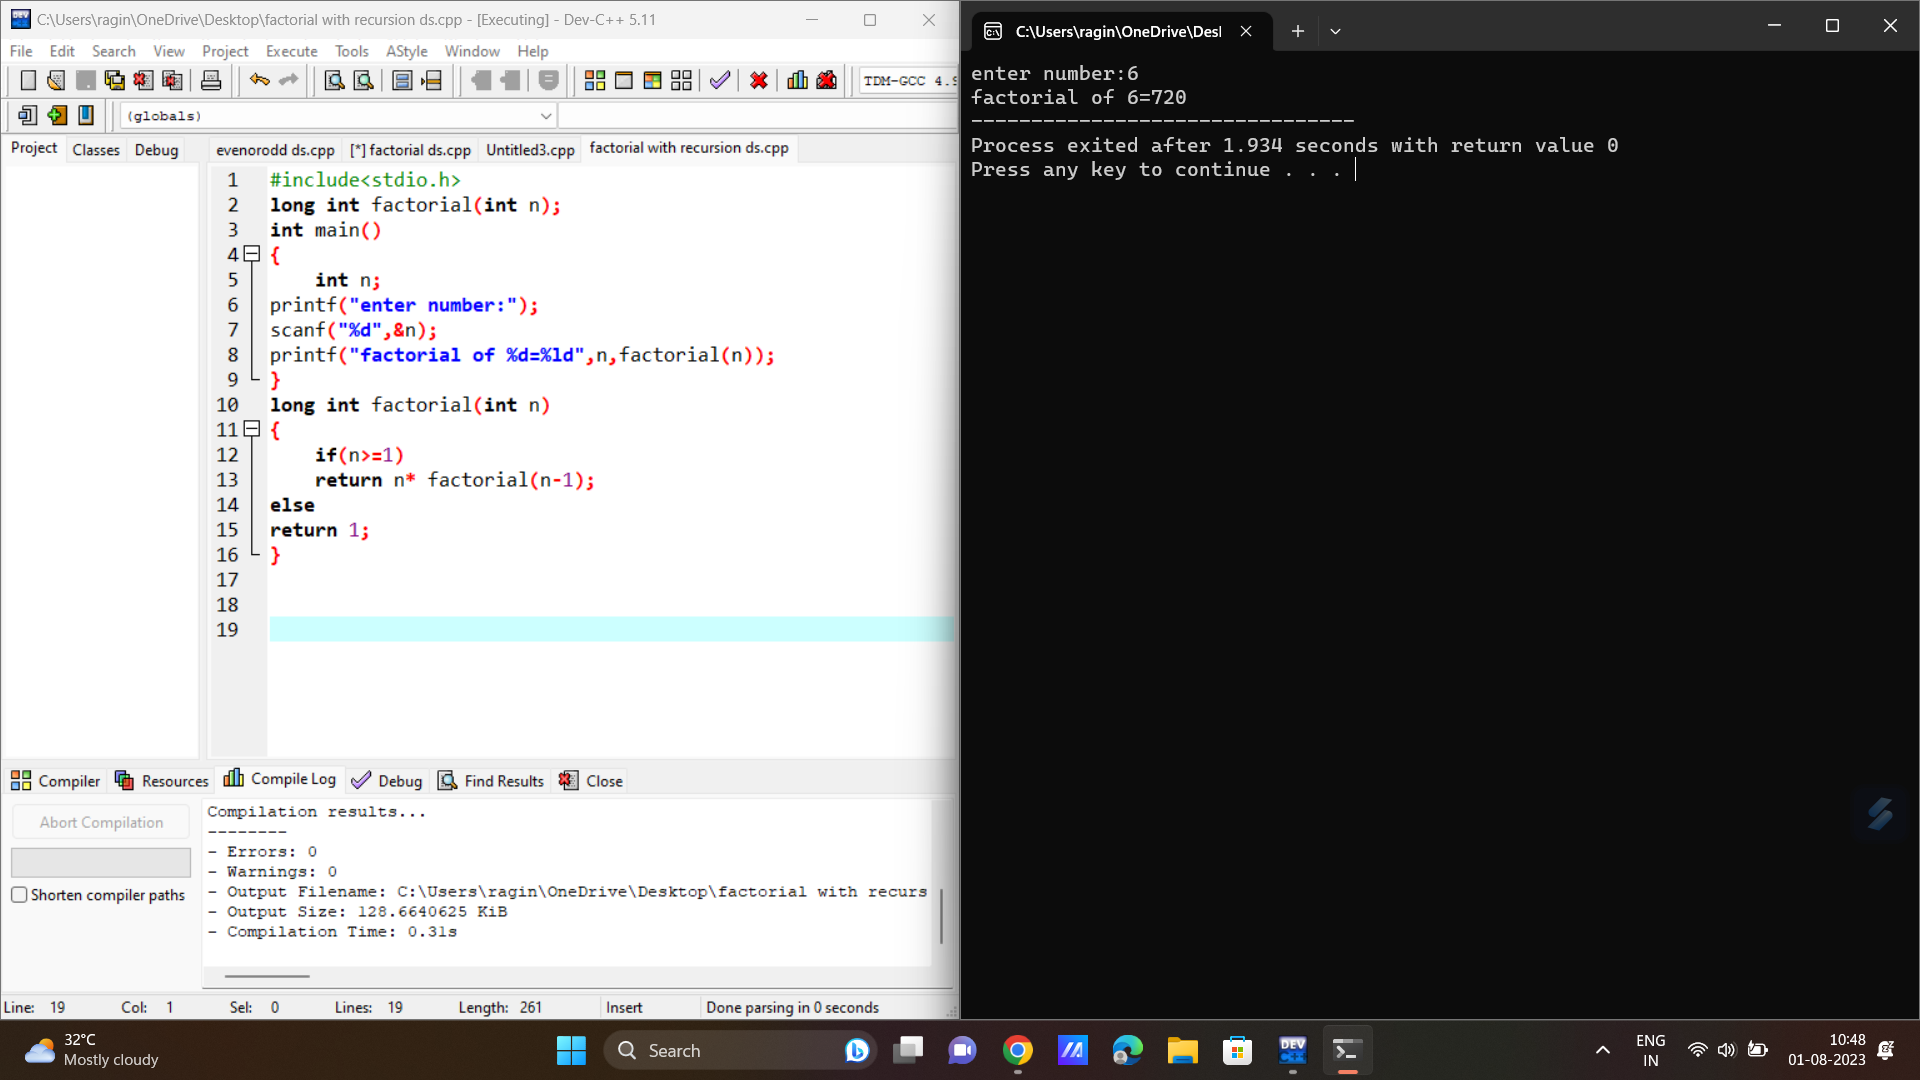 C:\Users\ragin\OneDrive\Desktop\factorial with recursion ds.cpp - [Executing] - Dev-C++ 5.11
File Edit Search View Project Execute Tools AStyle Window Help
TDM-GCC 4.9
(globals)
Project Classes Debug
evenorodd ds.cpp [*] factorial ds.cpp Untitled3.cpp factorial with recursion ds.cpp
1 #include<stdio.h>
2 long int factorial(int n);
3 int main()
4 {
5 int n;
6 printf("enter number:");
7 scanf("%d",&n);
8 printf("factorial of %d=%ld",n,factorial(n));
9 }
10 long int factorial(int n)
11 {
12 if(n>=1)
13 return n* factorial(n-1);
14 else
15 return 1;
16 }
17
18
19
Compiler Resources Compile Log Debug Find Results Close
Abort Compilation
Shorten compiler paths
Compilation results...
--------
- Errors: 0
- Warnings: 0
- Output Filename: C:\Users\ragin\OneDrive\Desktop\factorial with recurs
- Output Size: 128.6640625 KiB
- Compilation Time: 0.31s
Line: 19 Col: 1 Sel: 0 Lines: 19 Length: 261 Insert Done parsing in 0 seconds
C:\Users\ragin\OneDrive\Desl
enter number:6
factorial of 6=720
--------------------------------
Process exited after 1.934 seconds with return value 0
Press any key to continue . . .
32°C
Mostly cloudy
Search
DEV
C++
ENG
IN
10:48
01-08-2023